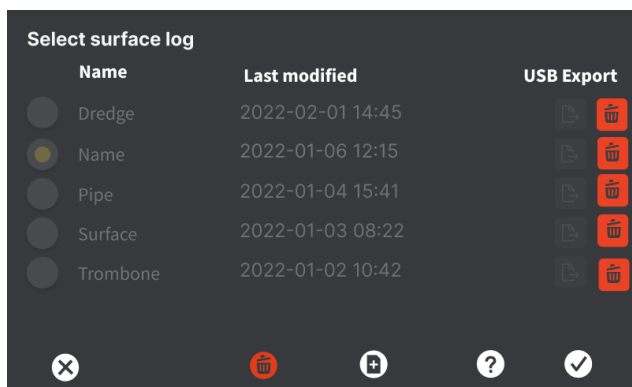 Select surface log
Name Last modified USB Export
Dredge 2022-02-01 14:45
Name 2022-01-06 12:15
Pipe 2022-01-04 15:41
Surface 2022-01-03 08:22
Trombone 2022-01-02 10:42
?